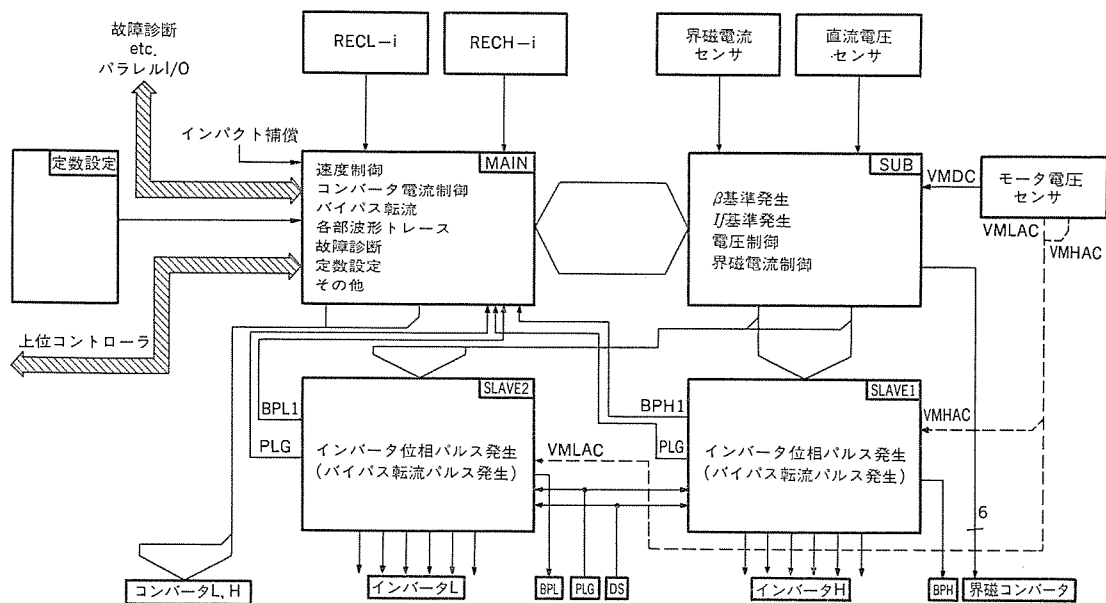 故障診断
etc.
パラレルI/O
RECL−i
RECH−i
界磁電流
センサ
直流電圧
センサ
インパクト補償
定数設定
MAIN
速度制御
コンバータ電流制御
バイパス転流
各部波形トレース
故障診断
定数設定
その他
SUB
β基準発生
If基準発生
電圧制御
界磁電流制御
VMDC
モータ電圧
センサ
VMLAC
VMHAC
上位コントローラ
SLAVE2
BPL1
PLG
インバータ位相パルス発生
(バイパス転流パルス発生)
VMLAC
SLAVE1
BPH1
PLG
インバータ位相パルス発生
(バイパス転流パルス発生)
VMHAC
6
コンバータL, H
インバータL
BPL
PLG
DS
インバータH
BPH
界磁コンバータ